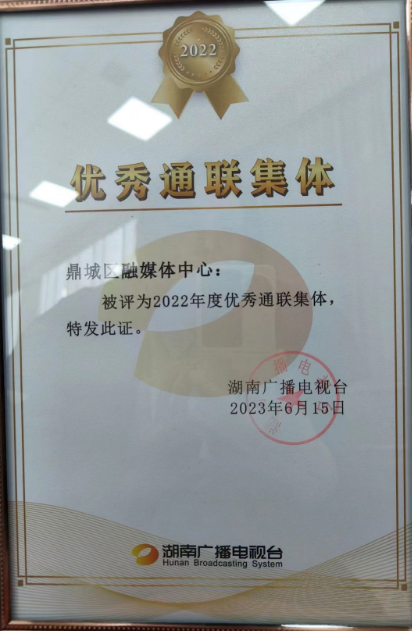 2022
优秀通联集体
鼎城区融媒体中心：
被评为2022年度优秀通联集体，
特发此证。
湖南广播电视台
2023年6月15日
湖南广播电视台
Hunan Broadcasting System